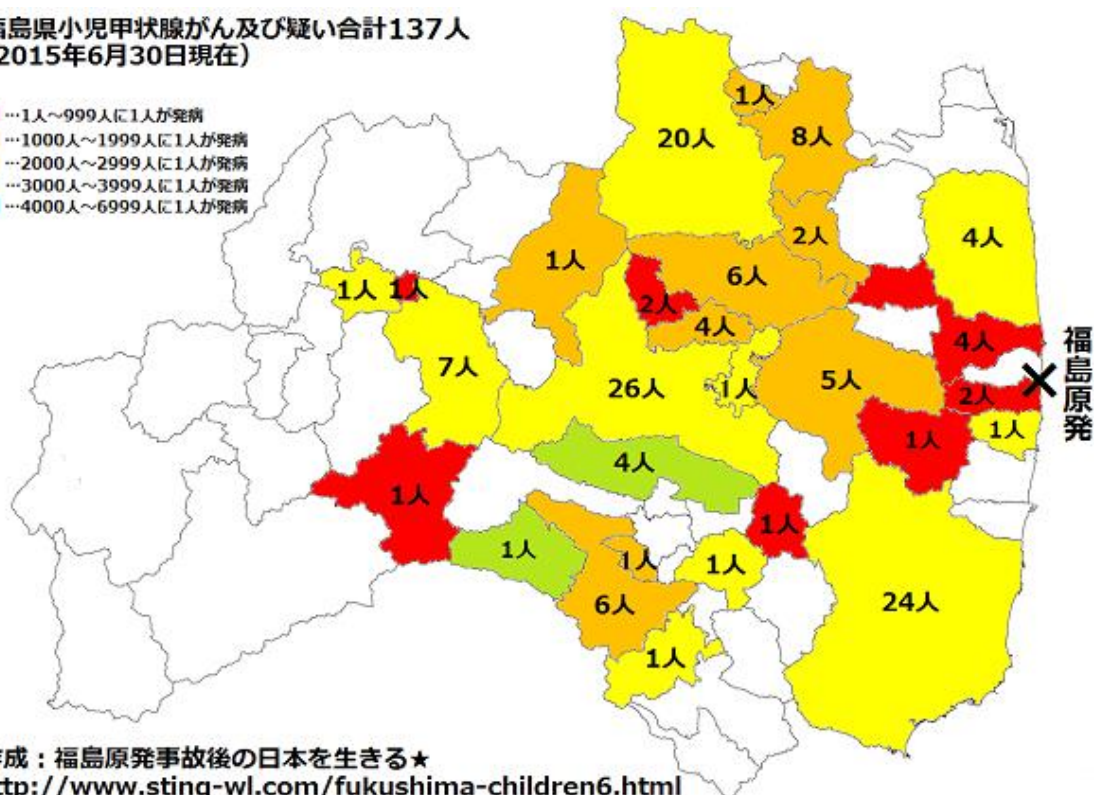 島県小児甲状腺がん及び疑い合計137人
2015年6月30日現在）
…1人～999人に1人が発病
…1000人～1999人に1人が発病
…2000人～2999人に1人が発病
…3000人～3999人に1人が発病
…4000人～6999人に1人が発病
1人
20人
8人
2人
4人
1人
6人
1人
1人
2人
4人
4人
7人
26人
1人
5人
2人
福島原発
1人
1人
4人
1人
1人
1人
1人
1人
6人
24人
1人
成：福島原発事故後の日本を生きる★
ttp://www.sting-wl.com/fukushima-children6.html